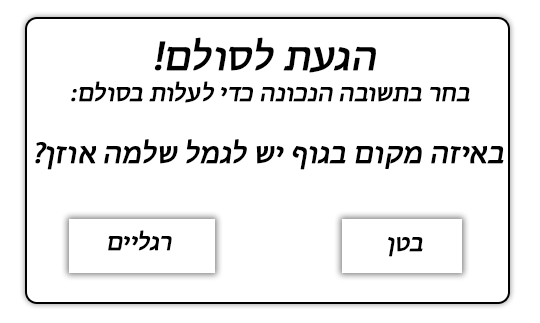 הגעת לסולם!
בחר בתשובה הנכונה כדי לעלות בסולם:
באיזה מקום בגוף יש לגמל שלמה אוזן?
בטן
רגליים